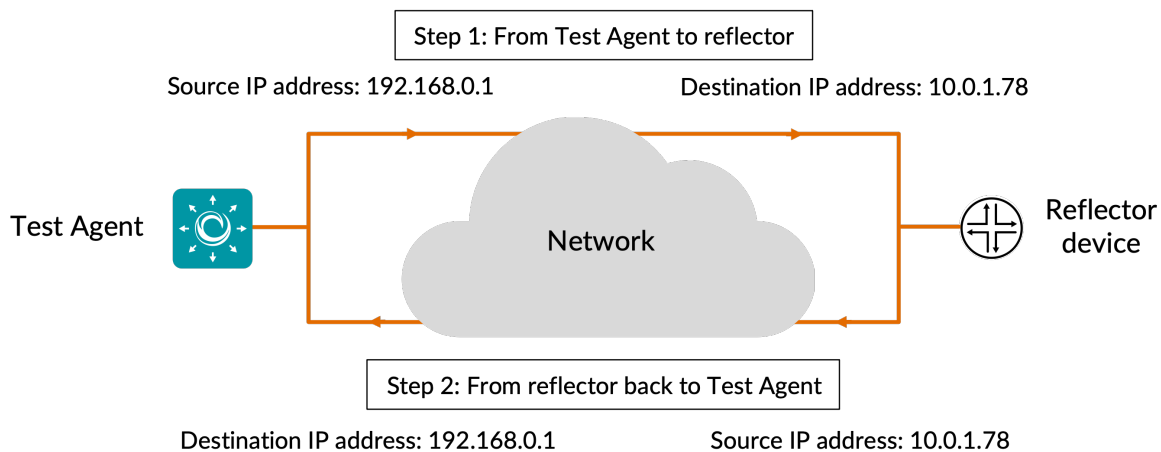 Step 1: From Test Agent to reflector
Source IP address: 192.168.0.1
Destination IP address: 10.0.1.78
Test Agent
Network
Reflector
device
Step 2: From reflector back to Test Agent
Destination IP address: 192.168.0.1
Source IP address: 10.0.1.78